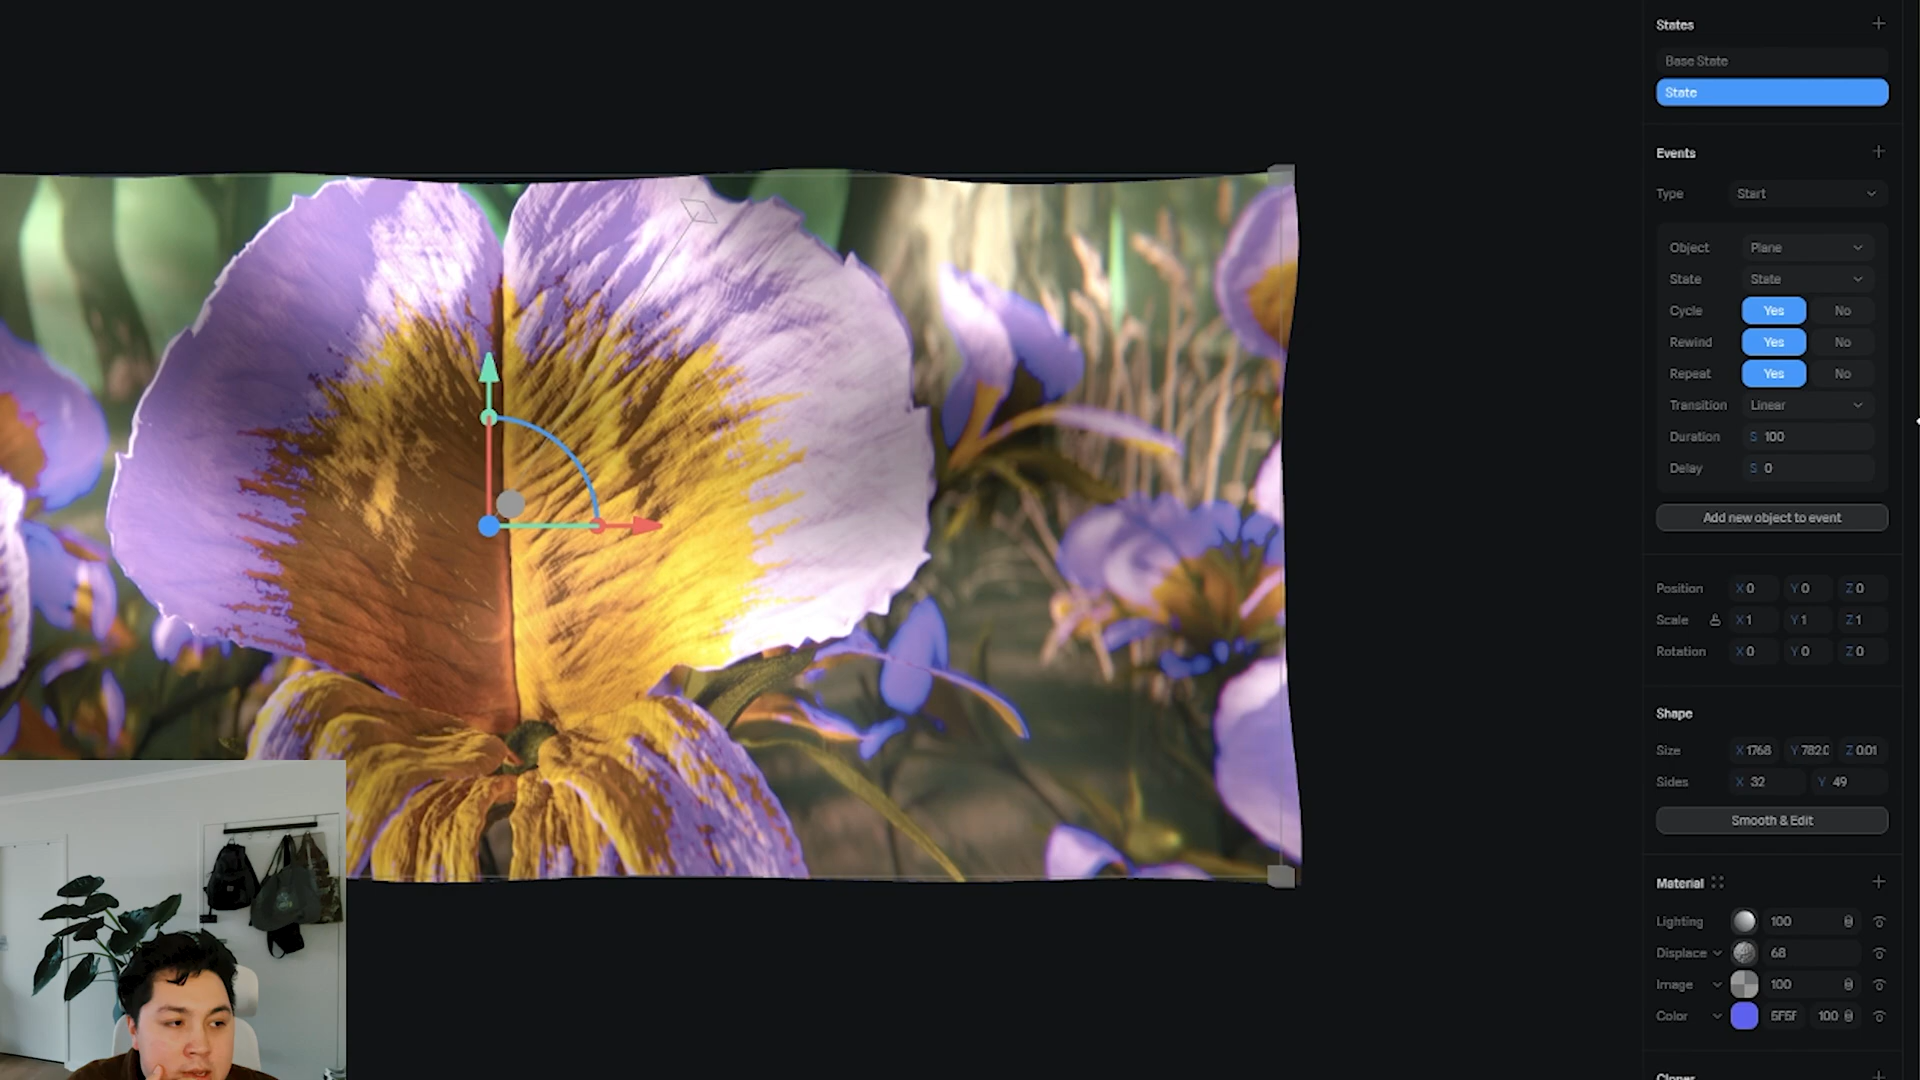 States
Base State
State
Events
Type Start
Object Plane
State State
Cycle Yes No
Rewind Yes No
Repeat Yes No
Transition Linear
Duration S 100
Delay S 0
Add new object to event
Position X 0 Y 0 Z 0
Scale X 1 Y 1 Z 1
Rotation X 0 Y 0 Z 0
Shape
Size X 1768 Y 782.0 Z 0.01
Sides X 32 Y 49
Smooth & Edit
Material
Lighting 100
Displace 68
Image 100
Color 5F5F 100
Cloner